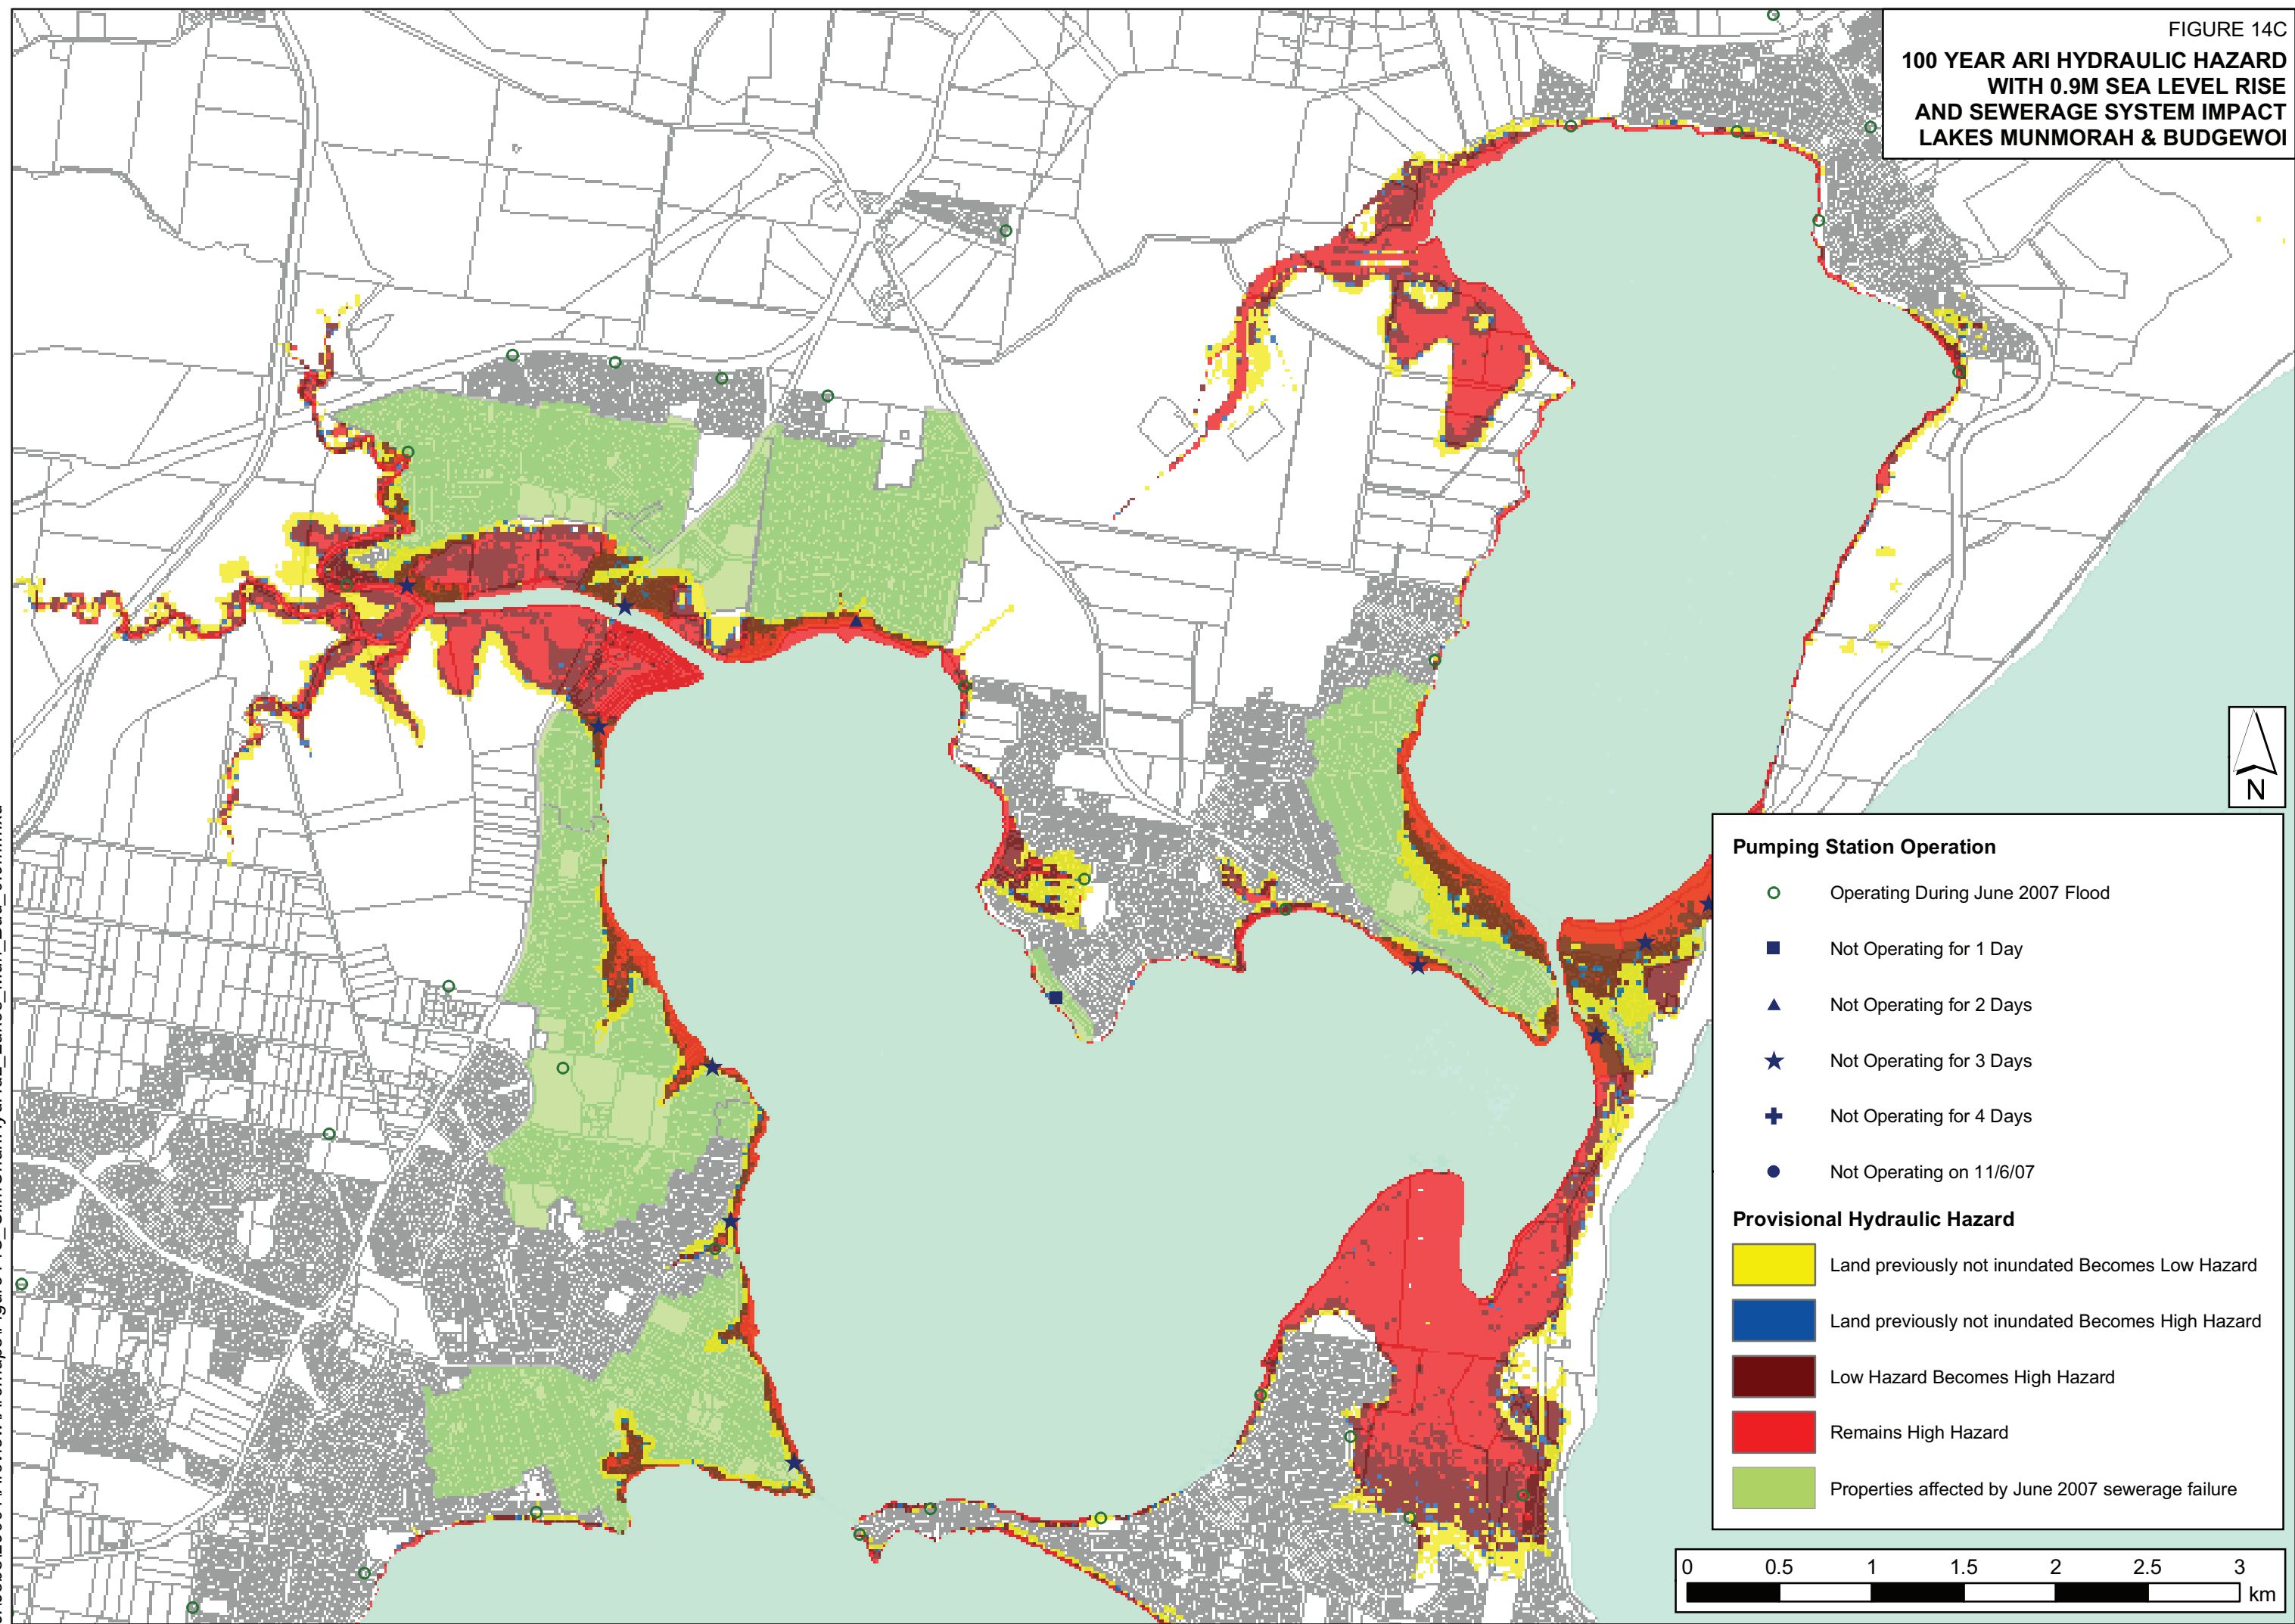 FIGURE 14C
100 YEAR ARI HYDRAULIC HAZARD
WITH 0.9M SEA LEVEL RISE
AND SEWERAGE SYSTEM IMPACT
LAKES MUNMORAH & BUDGEWOI
N
Pumping Station Operation
Operating During June 2007 Flood
Not Operating for 1 Day
Not Operating for 2 Days
Not Operating for 3 Days
Not Operating for 4 Days
Not Operating on 11/6/07
Provisional Hydraulic Hazard
Land previously not inundated Becomes Low Hazard
Land previously not inundated Becomes High Hazard
Low Hazard Becomes High Hazard
Remains High Hazard
Properties affected by June 2007 sewerage failure
0 0.5 1 1.5 2 2.5 3
km